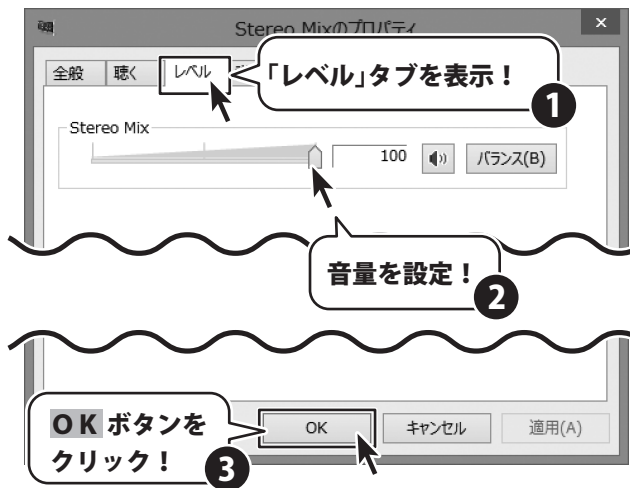 Stereo Mixのプロパティ
×
全般 聴く レベル
「レベル」タブを表示！
1
Stereo Mix
100 バランス(B)
音量を設定！
2
OK ボタンを
クリック！
3
OK キャンセル 適用(A)